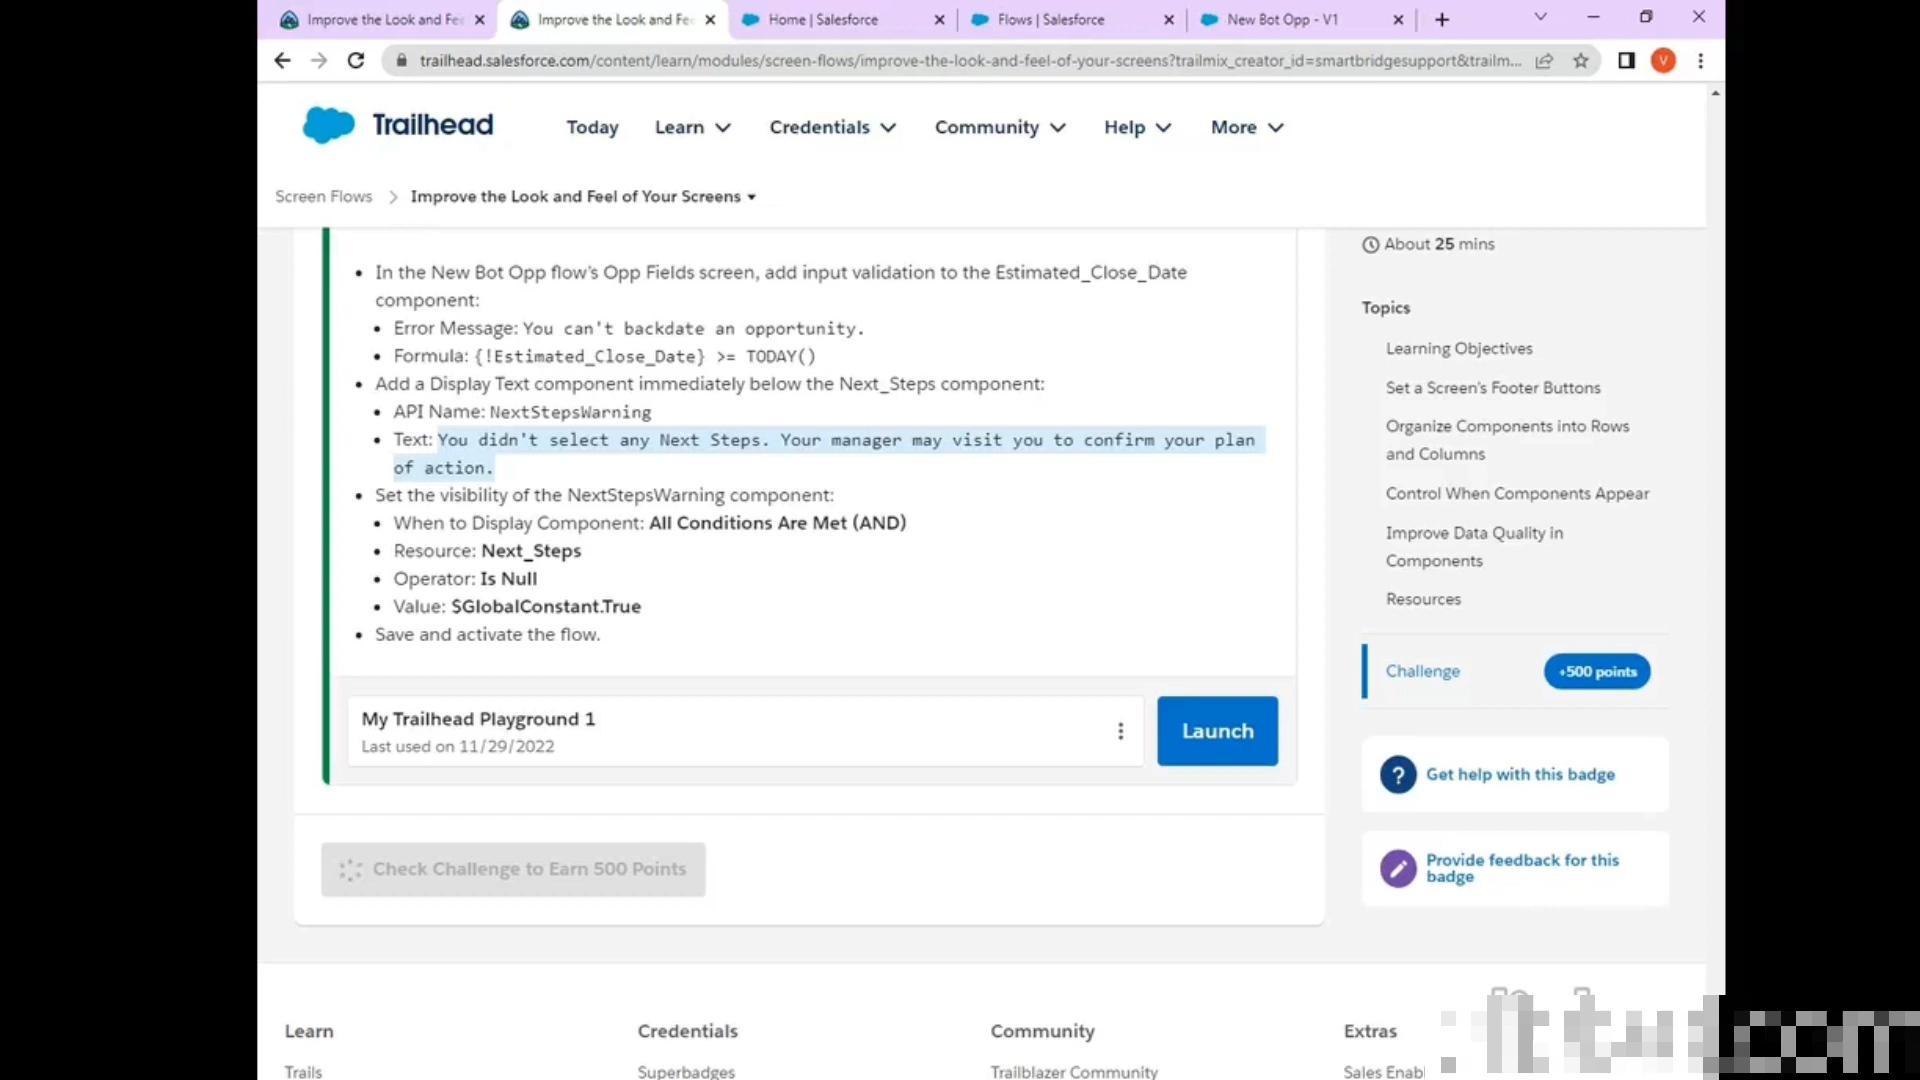 Improve the Look and Fe
Improve the Look and Fe
Home | Salesforce
Flows | Salesforce
New Bot Opp - V1
trailhead.salesforce.com/content/learn/modules/screen-flows/improve-the-look-and-feel-of-your-screens?trailmix_creator_id=smartbridgesupport&trailm...
V
Trailhead
Today
Learn
Credentials
Community
Help
More
Screen Flows
Improve the Look and Feel of Your Screens
• In the New Bot Opp flow's Opp Fields screen, add input validation to the Estimated_Close_Date
component:
• Error Message: You can't backdate an opportunity.
• Formula: {!Estimated_Close_Date} >= TODAY()
• Add a Display Text component immediately below the Next_Steps component:
• API Name: NextStepsWarning
• Text: You didn't select any Next Steps. Your manager may visit you to confirm your plan
of action.
• Set the visibility of the NextStepsWarning component:
• When to Display Component: All Conditions Are Met (AND)
• Resource: Next_Steps
• Operator: Is Null
• Value: $GlobalConstant.True
• Save and activate the flow.
My Trailhead Playground 1
Last used on 11/29/2022
Launch
Check Challenge to Earn 500 Points
About 25 mins
Topics
Learning Objectives
Set a Screen's Footer Buttons
Organize Components into Rows
and Columns
Control When Components Appear
Improve Data Quality in
Components
Resources
Challenge
+500 points
? Get help with this badge
Provide feedback for this
badge
Learn
Credentials
Community
Extras
Trails
Superbadges
Trailblazer Community
Sales Enabl